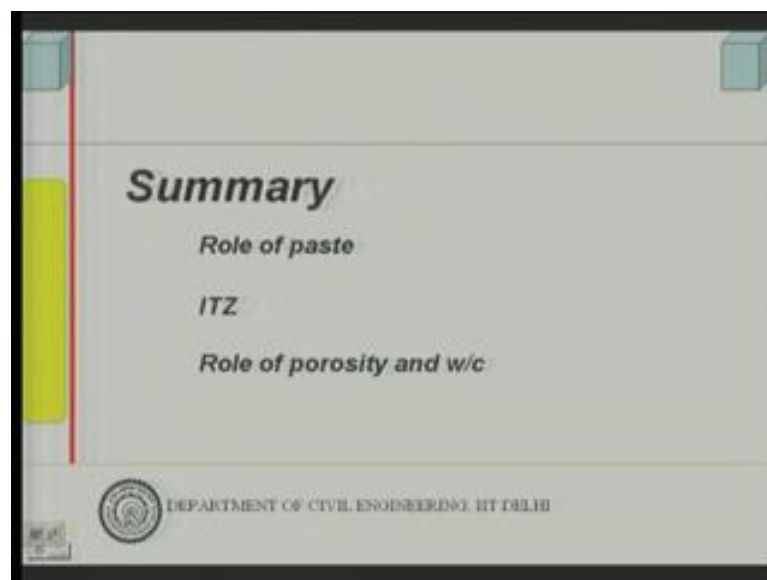 Summary
Role of paste
ITZ
Role of porosity and w/c
DEPARTMENT OF CIVIL ENGINEERING, IIT DELHI